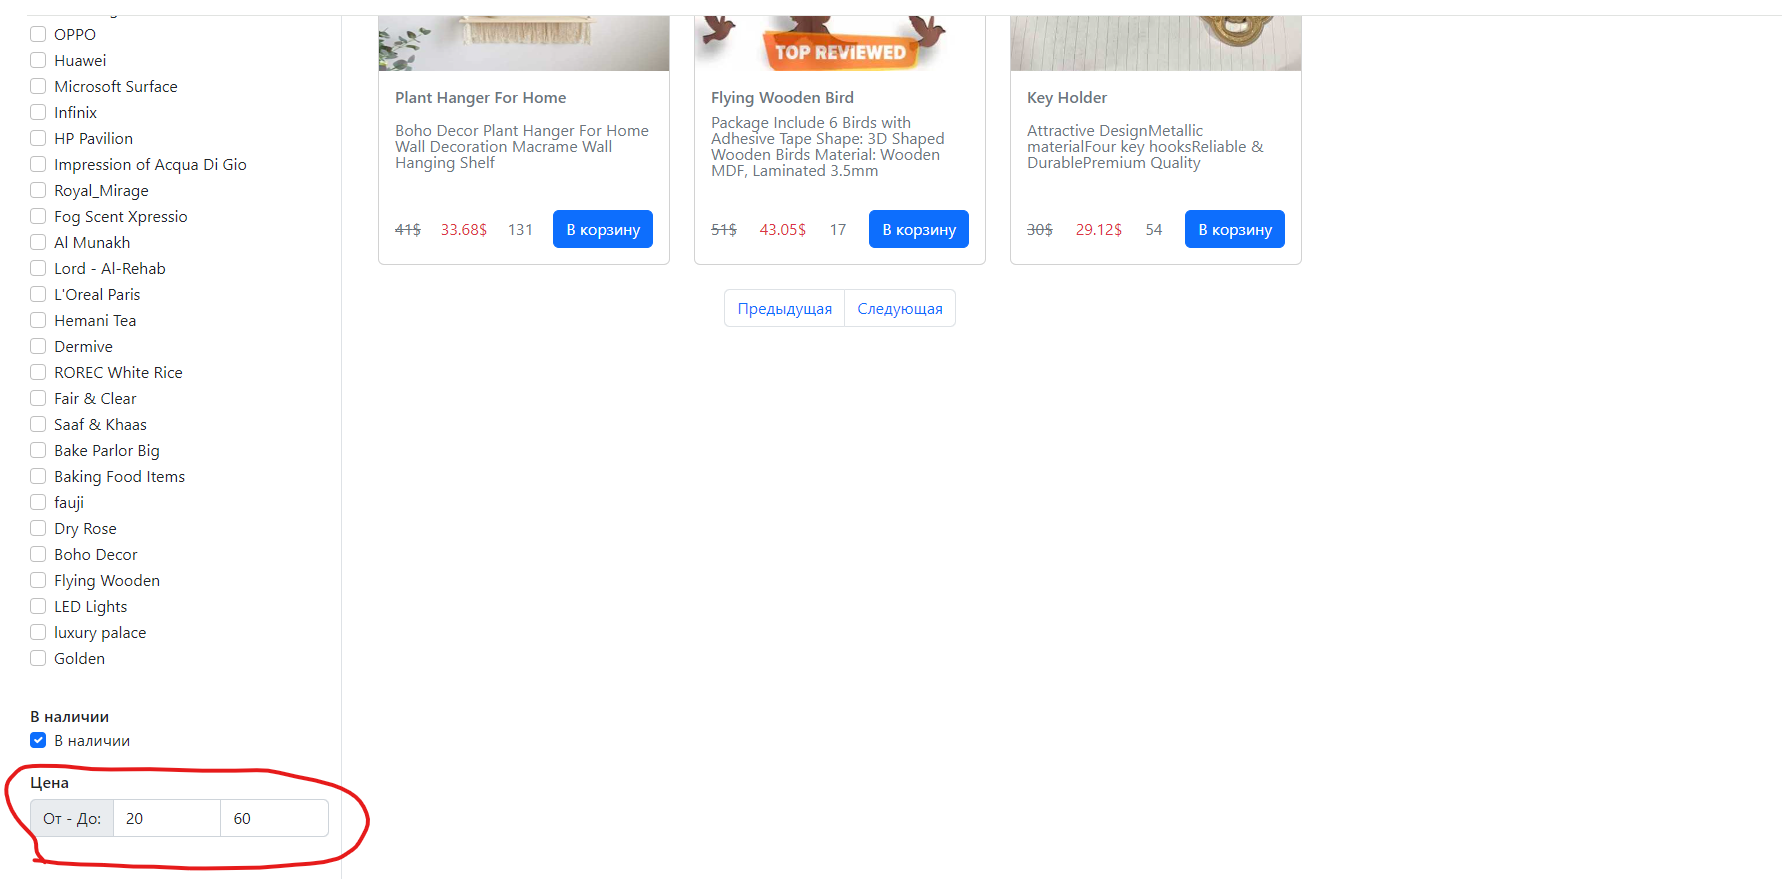 OPPO
Huawei
Microsoft Surface
Infinix
HP Pavilion
Impression of Acqua Di Gio
Royal_Mirage
Fog Scent Xpressio
Al Munakh
Lord - Al-Rehab
L'Oreal Paris
Hemani Tea
Dermive
ROREC White Rice
Fair & Clear
Saaf & Khaas
Bake Parlor Big
Baking Food Items
fauji
Dry Rose
Boho Decor
Flying Wooden
LED Lights
luxury palace
Golden
В наличии
В наличии
Цена
От - До: 20 60
Plant Hanger For Home
Boho Decor Plant Hanger For Home
Wall Decoration Macrame Wall
Hanging Shelf
41$ 33.68$ 131 В корзину
TOP REVIEWED
Flying Wooden Bird
Package Include 6 Birds with
Adhesive Tape Shape: 3D Shaped
Wooden Birds Material: Wooden
MDF, Laminated 3.5mm
51$ 43.05$ 17 В корзину
Key Holder
Attractive DesignMetallic
materialFour key hooksReliable &
DurablePremium Quality
30$ 29.12$ 54 В корзину
Предыдущая Следующая